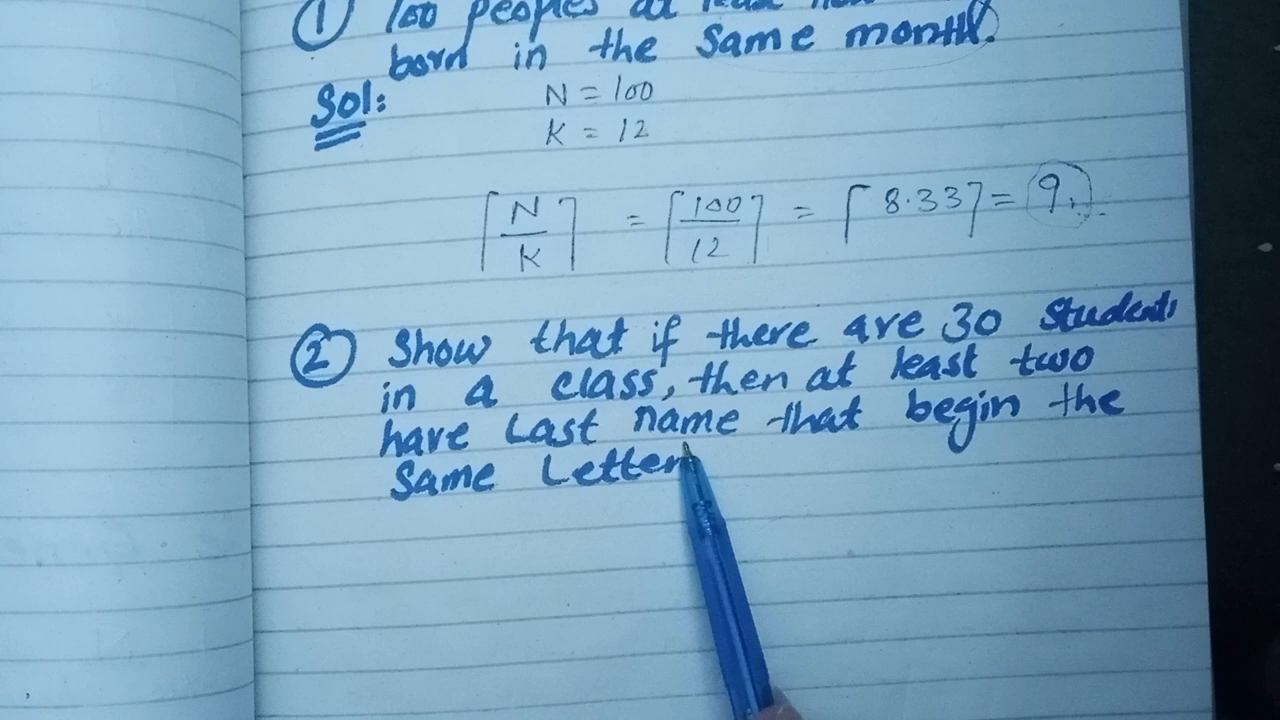 ① 100 peoples at least
born in the same month.
Sol:
N = 100
K = 12
⌈N/K⌉ = ⌈100/12⌉ = ⌈8.33⌉ = 9
② Show that if there are 30 students
in a class, then at least two
have Last name that begin the
Same Letter